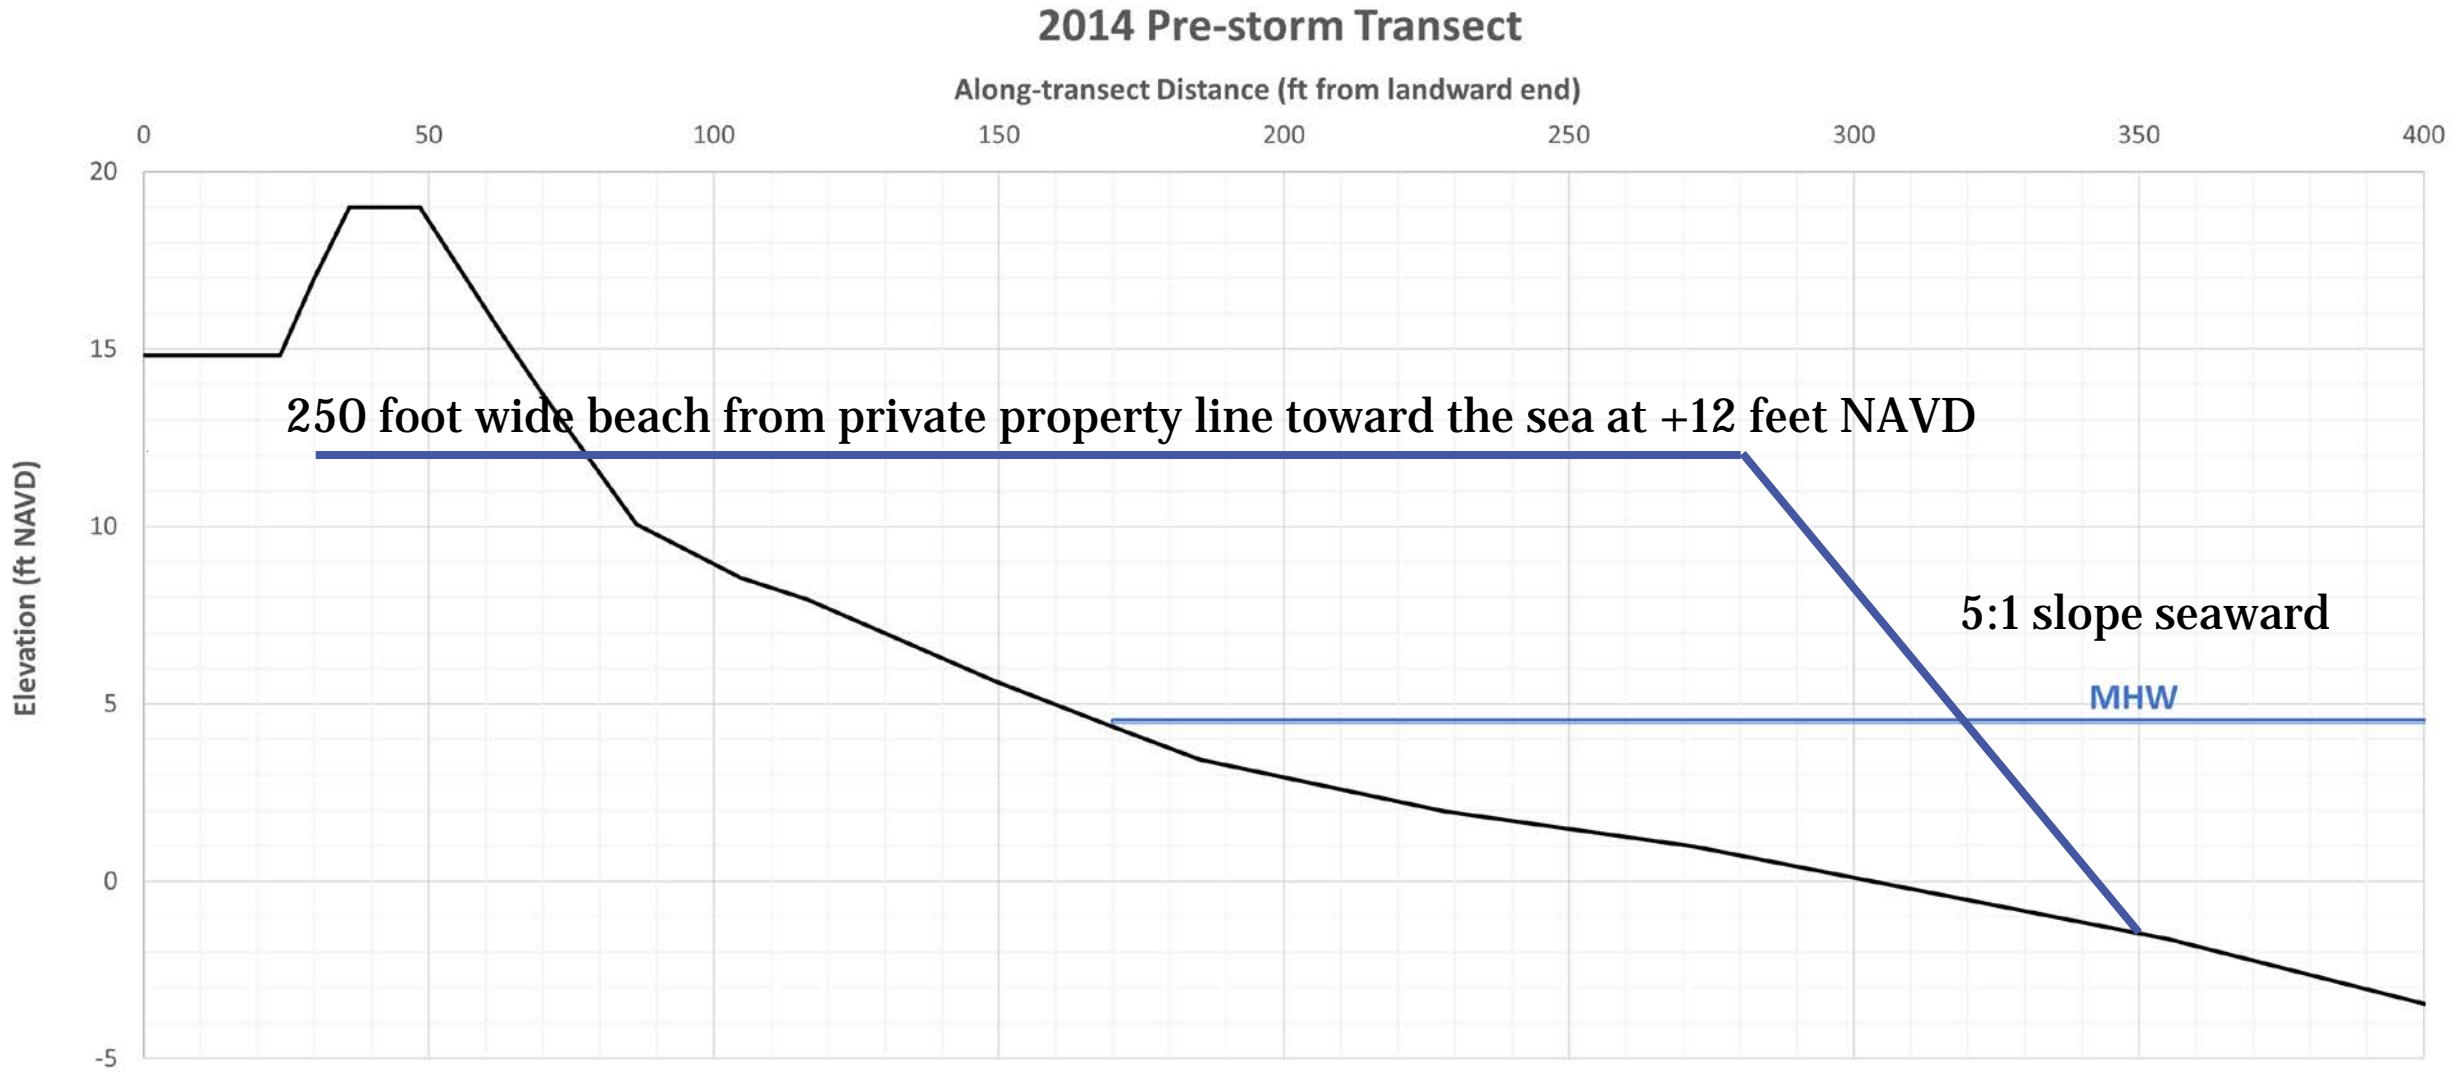 2014 Pre-storm Transect
Along-transect Distance (ft from landward end)
0 50 100 150 200 250 300 350 400
20
15
250 foot wide beach from private property line toward the sea at +12 feet NAVD
Elevation (ft NAVD)
10
5:1 slope seaward
MHW
5
0
-5